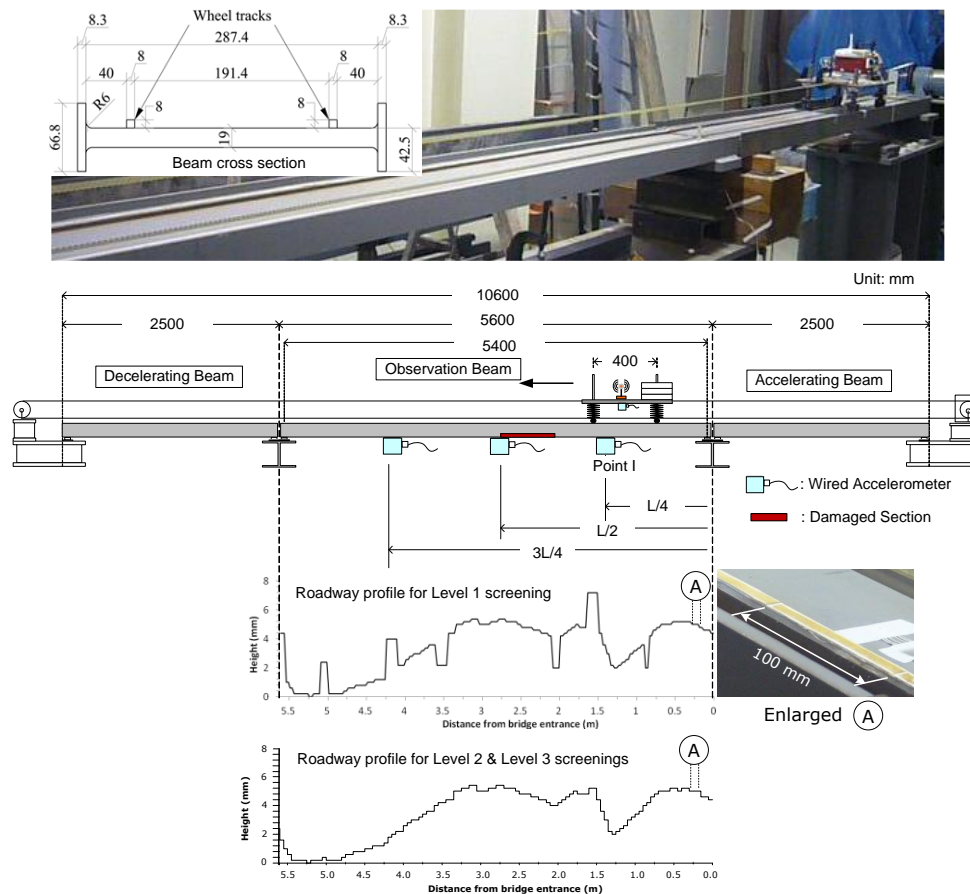 8.3
Wheel tracks
8.3
287.4
8
8
40
191.4
40
R6
8
8
66.8
19
42.5
Beam cross section
Unit: mm
10600
2500
5600
2500
5400
Decelerating Beam
Observation Beam
400
Accelerating Beam
Point I
: Wired Accelerometer
L/4
: Damaged Section
L/2
3L/4
Roadway profile for Level 1 screening
A
Height (mm)
8
6
4
2
0
5.5
5.0
4.5
4.0
3.5
3.0
2.5
2.0
1.5
1.0
0.5
0
Distance from bridge entrance (m)
100 mm
Enlarged A
Roadway profile for Level 2 & Level 3 screenings
A
Height (mm)
8
6
4
2
0
5.5
5.0
4.5
4.0
3.5
3.0
2.5
2.0
1.5
1.0
0.5
0.0
Distance from bridge entrance (m)